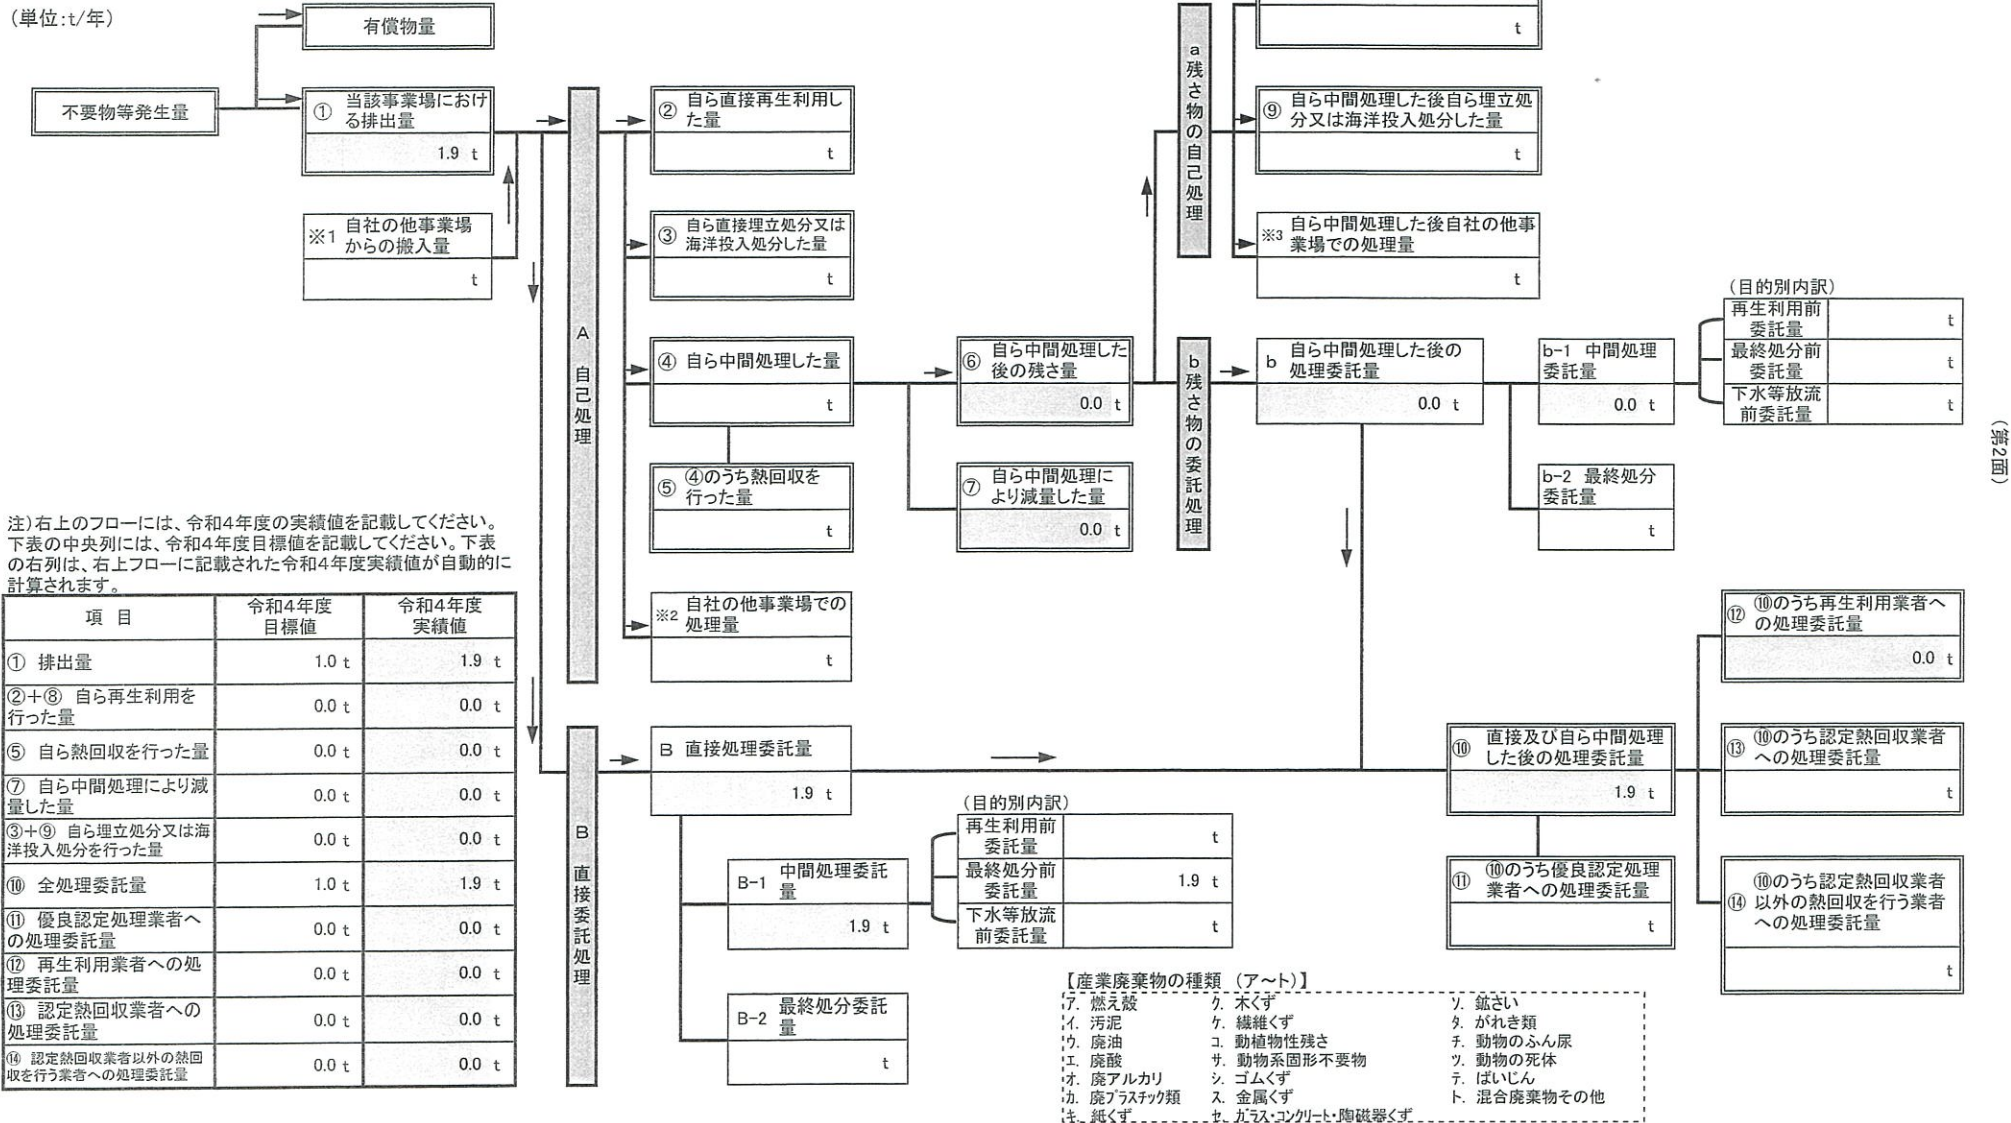 (単位:t/年)
有償物量
不要物等発生量
① 当該事業場におけ
る排出量
1.9 t
※1 自社の他事業場
からの搬入量
t
A 自己処理
② 自ら直接再生利用し
た量
t
③ 自ら直接埋立処分又は
海洋投入処分した量
t
④ 自ら中間処理した量
t
⑤ ④のうち熱回収を
行った量
t
※2 自社の他事業場での
処理量
t
⑥ 自ら中間処理した
後の残さ量
0.0 t
⑦ 自ら中間処理に
より減量した量
0.0 t
a 残さ物の自己処理
t
⑨ 自ら中間処理した後自ら埋立処
分又は海洋投入処分した量
t
※3 自ら中間処理した後自社の他事
業場での処理量
t
b 残さ物の委託処理
b 自ら中間処理した後の
処理委託量
0.0 t
b-1 中間処理
委託量
0.0 t
(目的別内訳)
再生利用前
委託量 t
最終処分前
委託量 t
下水等放流
前委託量 t
b-2 最終処分
委託量
t
(第2面)
注)右上のフローには、令和4年度の実績値を記載してください。
下表の中央列には、令和4年度目標値を記載してください。下表
の右列は、右上フローに記載された令和4年度実績値が自動的に
計算されます。
項 目 令和4年度 目標値 令和4年度 実績値
① 排出量 1.0 t 1.9 t
②+⑧ 自ら再生利用を
行った量 0.0 t 0.0 t
⑤ 自ら熱回収を行った量 0.0 t 0.0 t
⑦ 自ら中間処理により減
量した量 0.0 t 0.0 t
③+⑨ 自ら埋立処分又は海
洋投入処分を行った量 0.0 t 0.0 t
⑩ 全処理委託量 1.0 t 1.9 t
⑪ 優良認定処理業者へ
の処理委託量 0.0 t 0.0 t
⑫ 再生利用業者への処
理委託量 0.0 t 0.0 t
⑬ 認定熱回収業者への
処理委託量 0.0 t 0.0 t
⑭ 認定熱回収業者以外の熱回
収を行う業者への処理委託量 0.0 t 0.0 t
B 直接委託処理
B 直接処理委託量
1.9 t
B-1 中間処理委託
量
1.9 t
(目的別内訳)
再生利用前
委託量 t
最終処分前
委託量 1.9 t
下水等放流
前委託量 t
B-2 最終処分委託
量
t
⑩ 直接及び自ら中間処理
した後の処理委託量
1.9 t
⑪ ⑩のうち優良認定処理
業者への処理委託量
t
⑫ ⑩のうち再生利用業者へ
の処理委託量
0.0 t
⑬ ⑩のうち認定熱回収業者
への処理委託量
t
⑭ ⑩のうち認定熱回収業者
以外の熱回収を行う業者
への処理委託量
t
【産業廃棄物の種類 (ア~ト)】
ア. 燃え殻 ク. 木くず ソ. 鉱さい
イ. 汚泥 ケ. 繊維くず タ. がれき類
ウ. 廃油 コ. 動植物性残さ チ. 動物のふん尿
エ. 廃酸 サ. 動物系固形不要物 ツ. 動物の死体
オ. 廃アルカリ シ. ゴムくず テ. ばいじん
カ. 廃プラスチック類 ス. 金属くず ト. 混合廃棄物その他
キ. 紙くず セ. ガラス・コンクリート・陶磁器くず